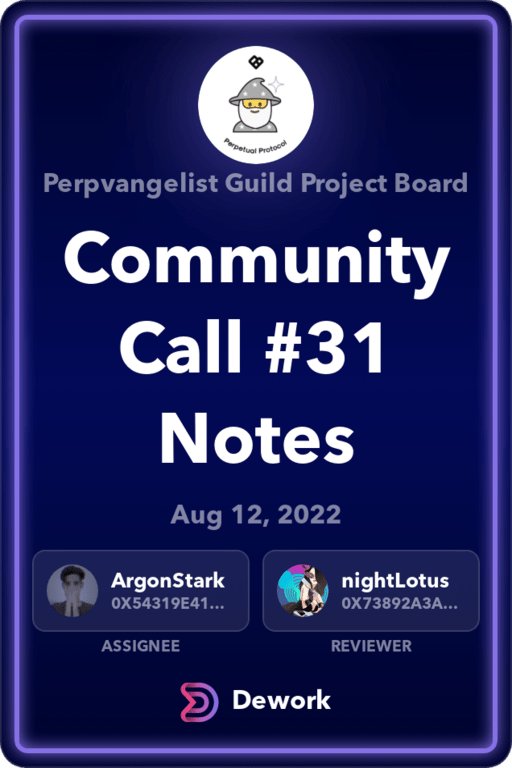 Perpetual Protocol
Perpvangelist Guild Project Board
Community
Call #31
Notes
Aug 12, 2022
ArgonStark
0X54319E41...
nightLotus
0X73892A3A...
ASSIGNEE
REVIEWER
Dework